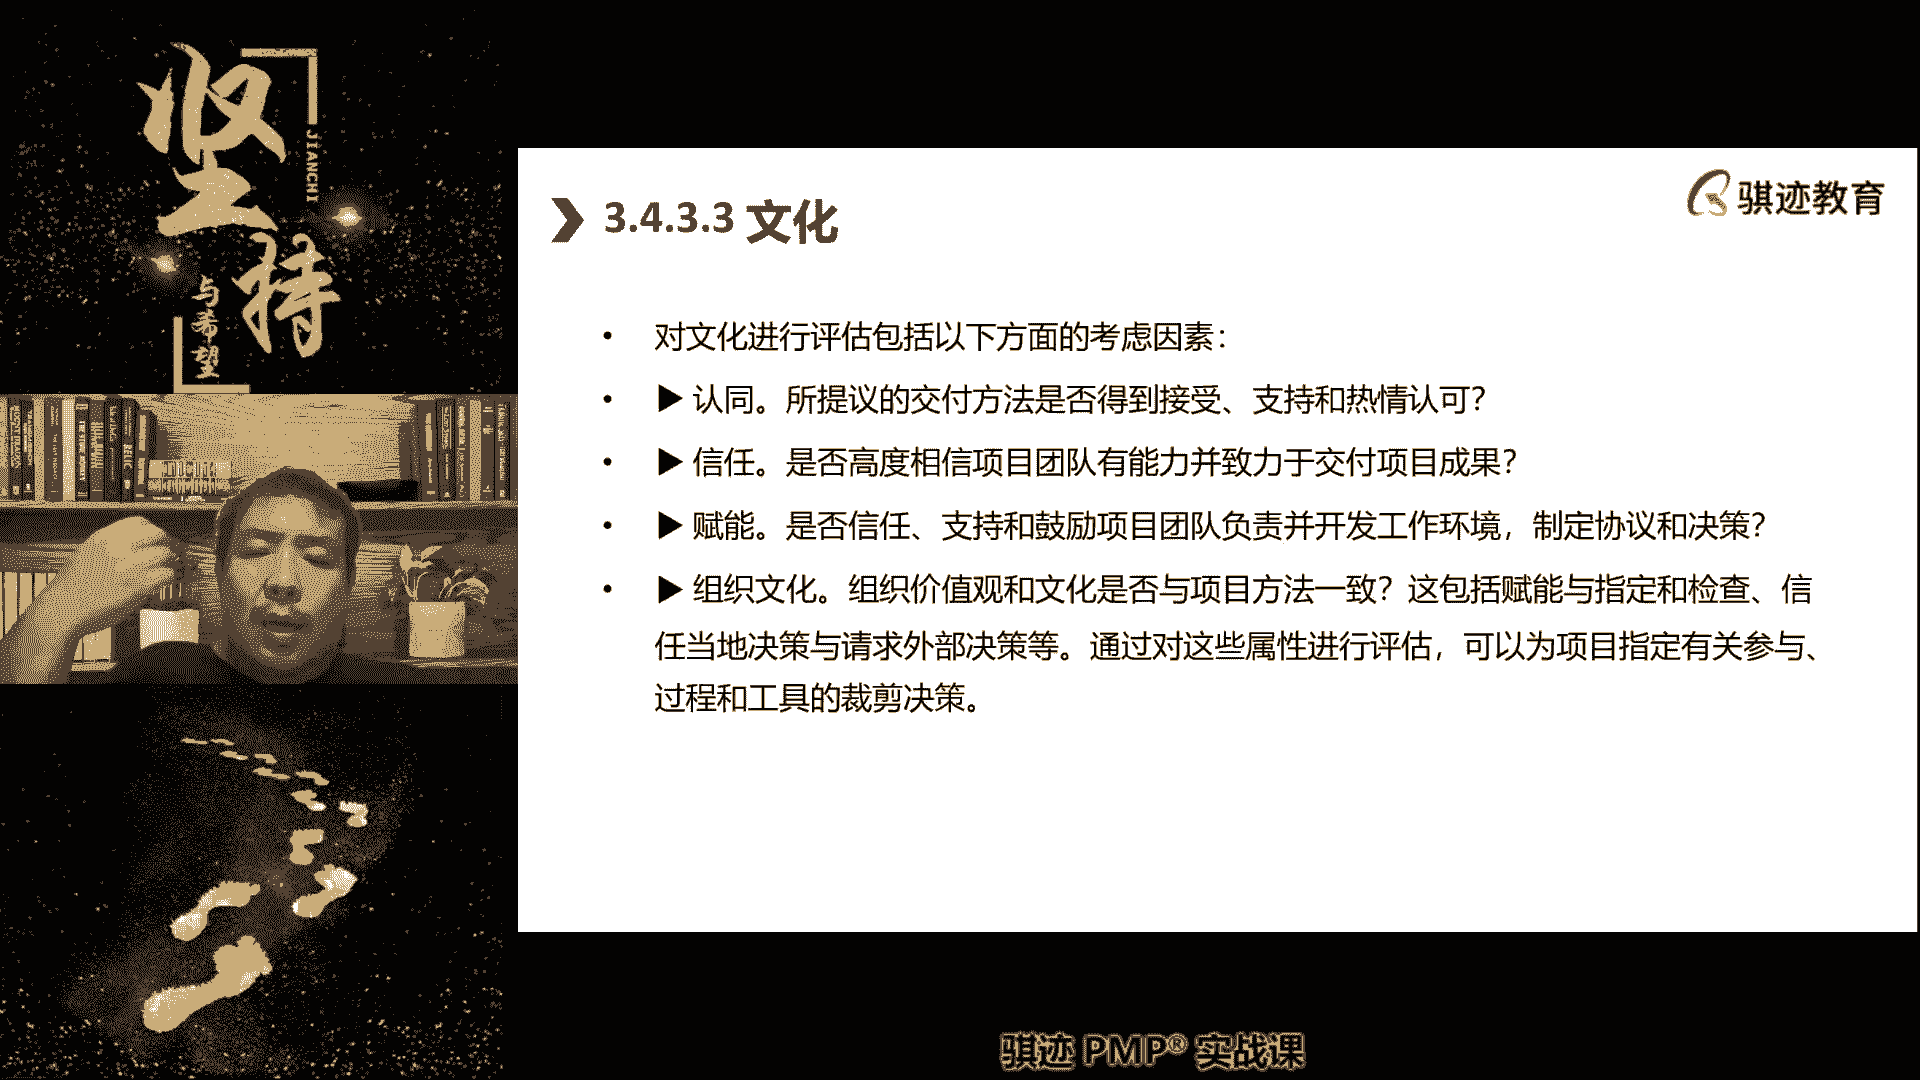 坚持
JIANCHI
与希望
骐迹教育
3.4.3.3 文化
• 对文化进行评估包括以下方面的考虑因素：
• ▶ 认同。所提议的交付方法是否得到接受、支持和热情认可？
• ▶ 信任。是否高度相信项目团队有能力并致力于交付项目成果？
• ▶ 赋能。是否信任、支持和鼓励项目团队负责并开发工作环境，制定协议和决策？
• ▶ 组织文化。组织价值观和文化是否与项目方法一致？这包括赋能与指定和检查、信
任当地决策与请求外部决策等。通过对这些属性进行评估，可以为项目指定有关参与、
过程和工具的裁剪决策。
骐迹 PMP® 实战课